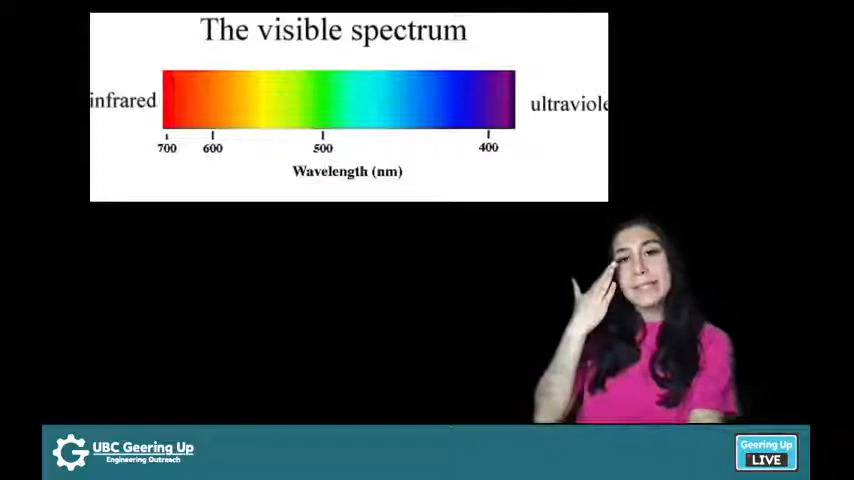 The visible spectrum
infrared
ultraviole
700 600 500 400
Wavelength (nm)
UBC Geering Up
Engineering Outreach
Geering Up
LIVE